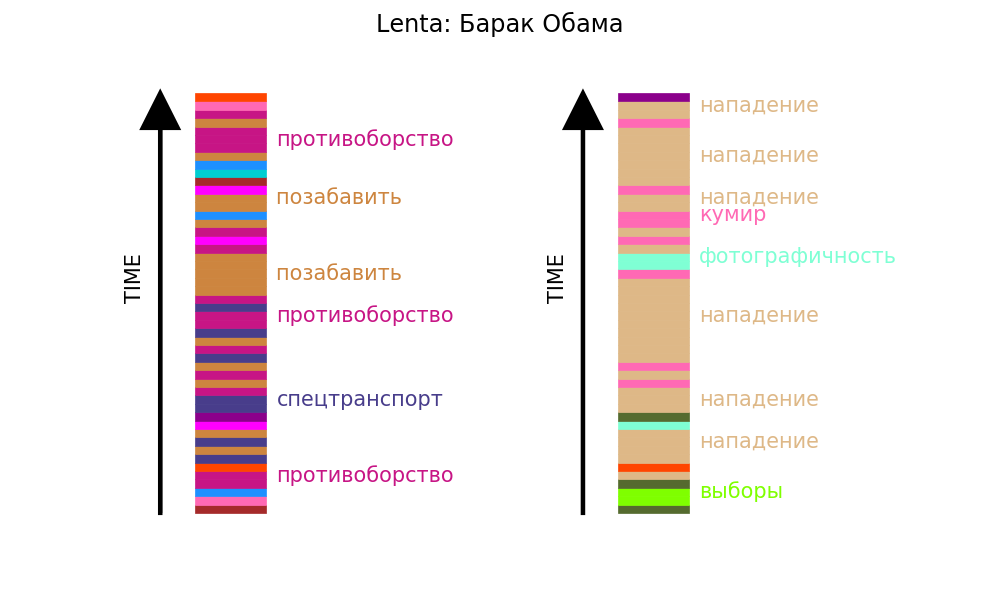 Lenta: Барак Обама
TIME
противоборство
позабавить
позабавить
противоборство
спецтранспорт
противоборство
TIME
нападение
нападение
нападение
кумир
фотографичность
нападение
нападение
нападение
выборы